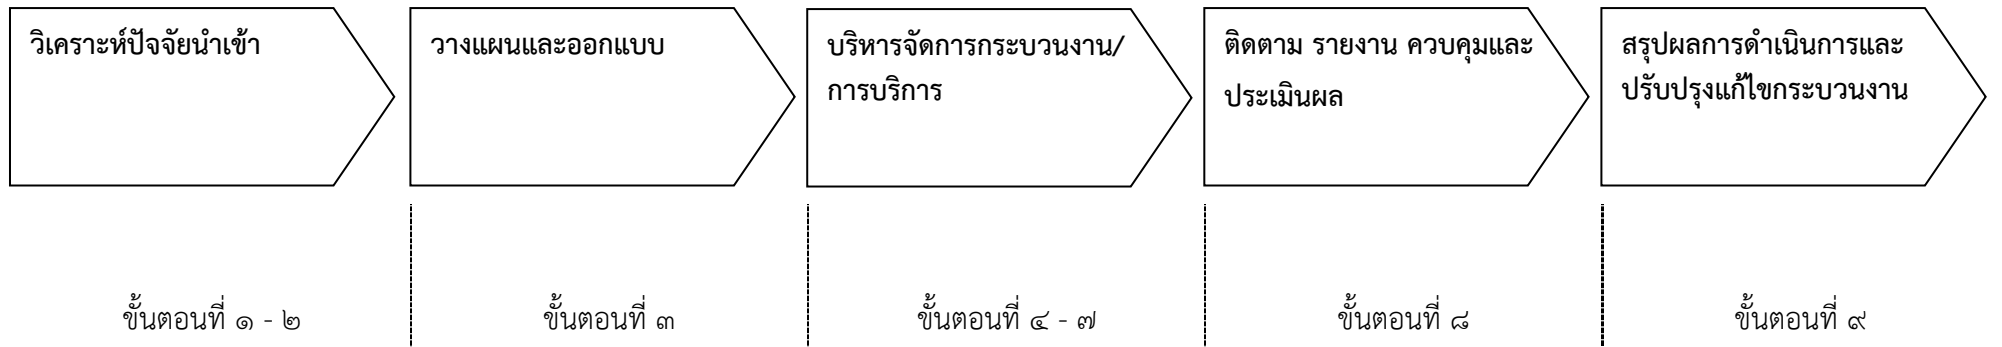 วิเคราะห์ปัจจัยนำเข้า
วางแผนและออกแบบ
บริหารจัดการกระบวนงาน/
การบริการ
ติดตาม รายงาน ควบคุมและ
ประเมินผล
สรุปผลการดำเนินการและ
ปรับปรุงแก้ไขกระบวนงาน
ขั้นตอนที่ ๑ - ๒
ขั้นตอนที่ ๓
ขั้นตอนที่ ๔ - ๗
ขั้นตอนที่ ๘
ขั้นตอนที่ ๙